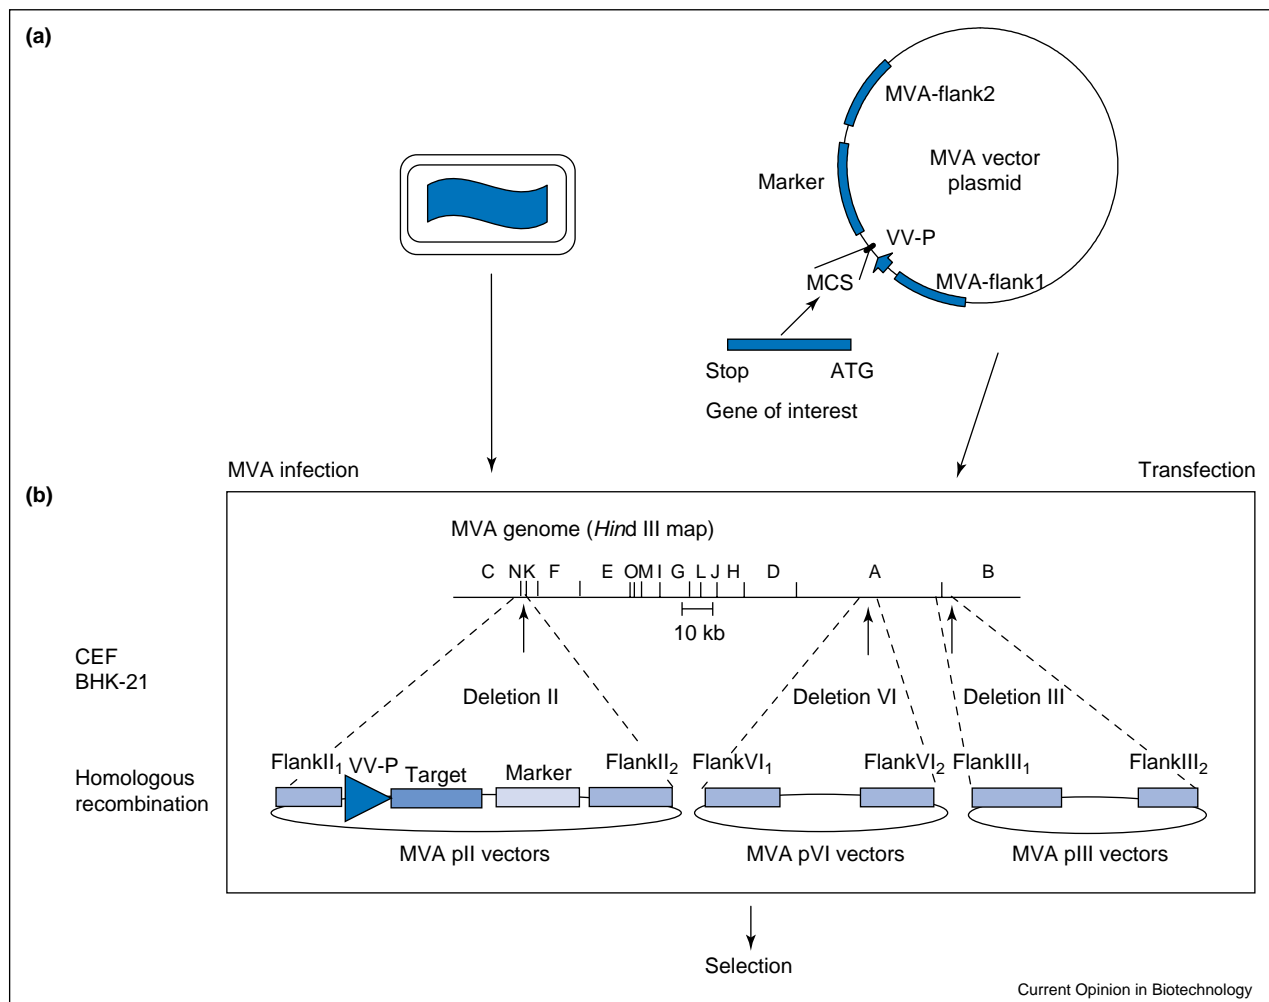 (a)
MVA-flank2
Marker
MVA vector
plasmid
VV-P
MCS
MVA-flank1
Stop
ATG
Gene of interest
MVA infection
Transfection
(b)
MVA genome (Hind III map)
C N K F E O M I G L J H D A B
10 kb
CEF
BHK-21
Deletion II
Deletion VI
Deletion III
Homologous
recombination
FlankII1
VV-P
Target
Marker
FlankII2
FlankVI1
FlankVI2
FlankIII1
FlankIII2
MVA pII vectors
MVA pVI vectors
MVA pIII vectors
Selection
Current Opinion in Biotechnology